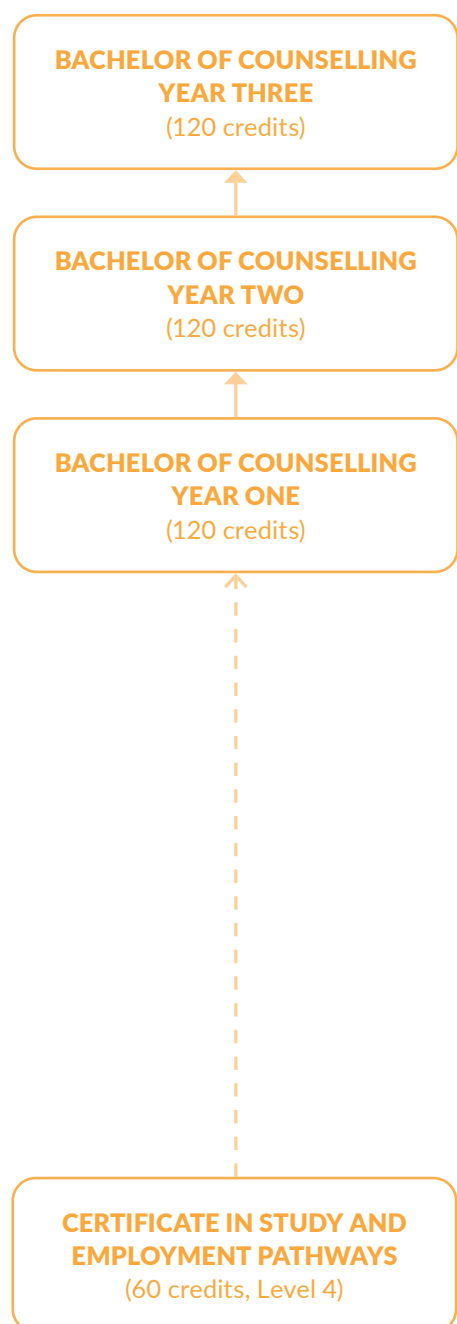 BACHELOR OF COUNSELLING
YEAR THREE
(120 credits)
BACHELOR OF COUNSELLING
YEAR TWO
(120 credits)
BACHELOR OF COUNSELLING
YEAR ONE
(120 credits)
CERTIFICATE IN STUDY AND
EMPLOYMENT PATHWAYS
(60 credits, Level 4)